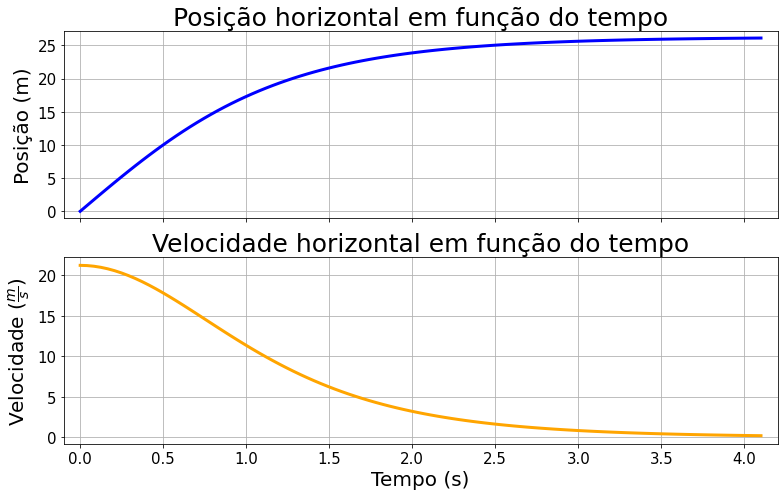 Posição horizontal em função do tempo
25
20
15
10
5
0
Posição (m)
Velocidade horizontal em função do tempo
20
15
10
5
0
Velocidade (m/s)
0.0 0.5 1.0 1.5 2.0 2.5 3.0 3.5 4.0
Tempo (s)